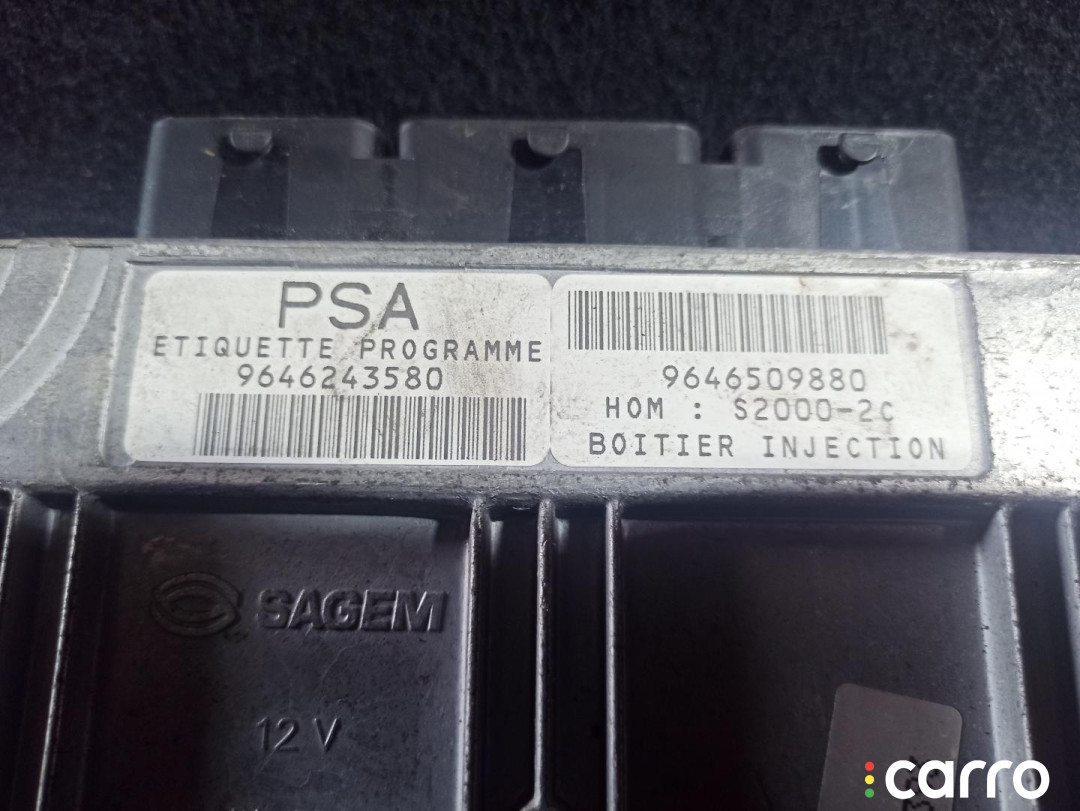 PSA
ETIQUETTE PROGRAMME
9646243580
9646509880
HOM : S2000-2C
BOITIER INJECTION
SAGEM
12 V
carro